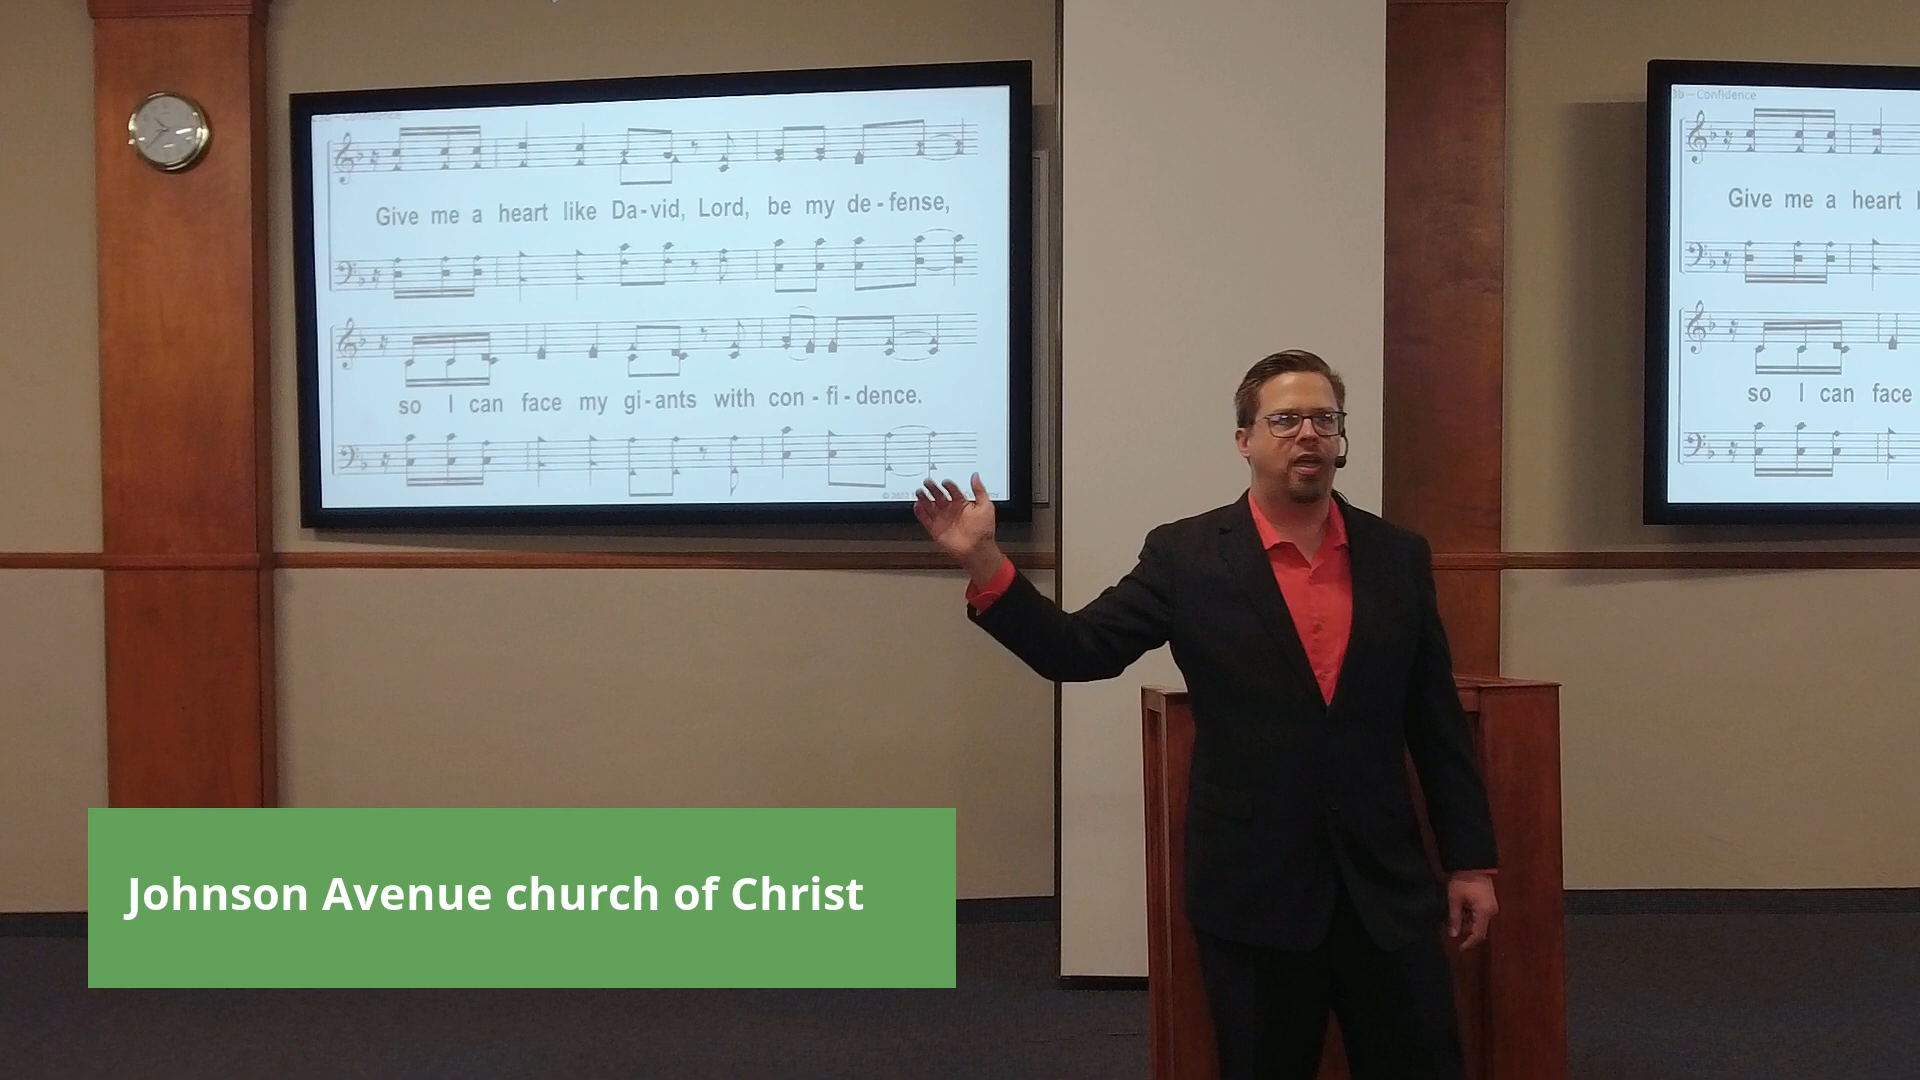 Give me a heart like Da-vid, Lord, be my de-fense,
so I can face my gi-ants with con-fi-dence.
3b—Confidence
Give me a heart
so I can face
Johnson Avenue church of Christ